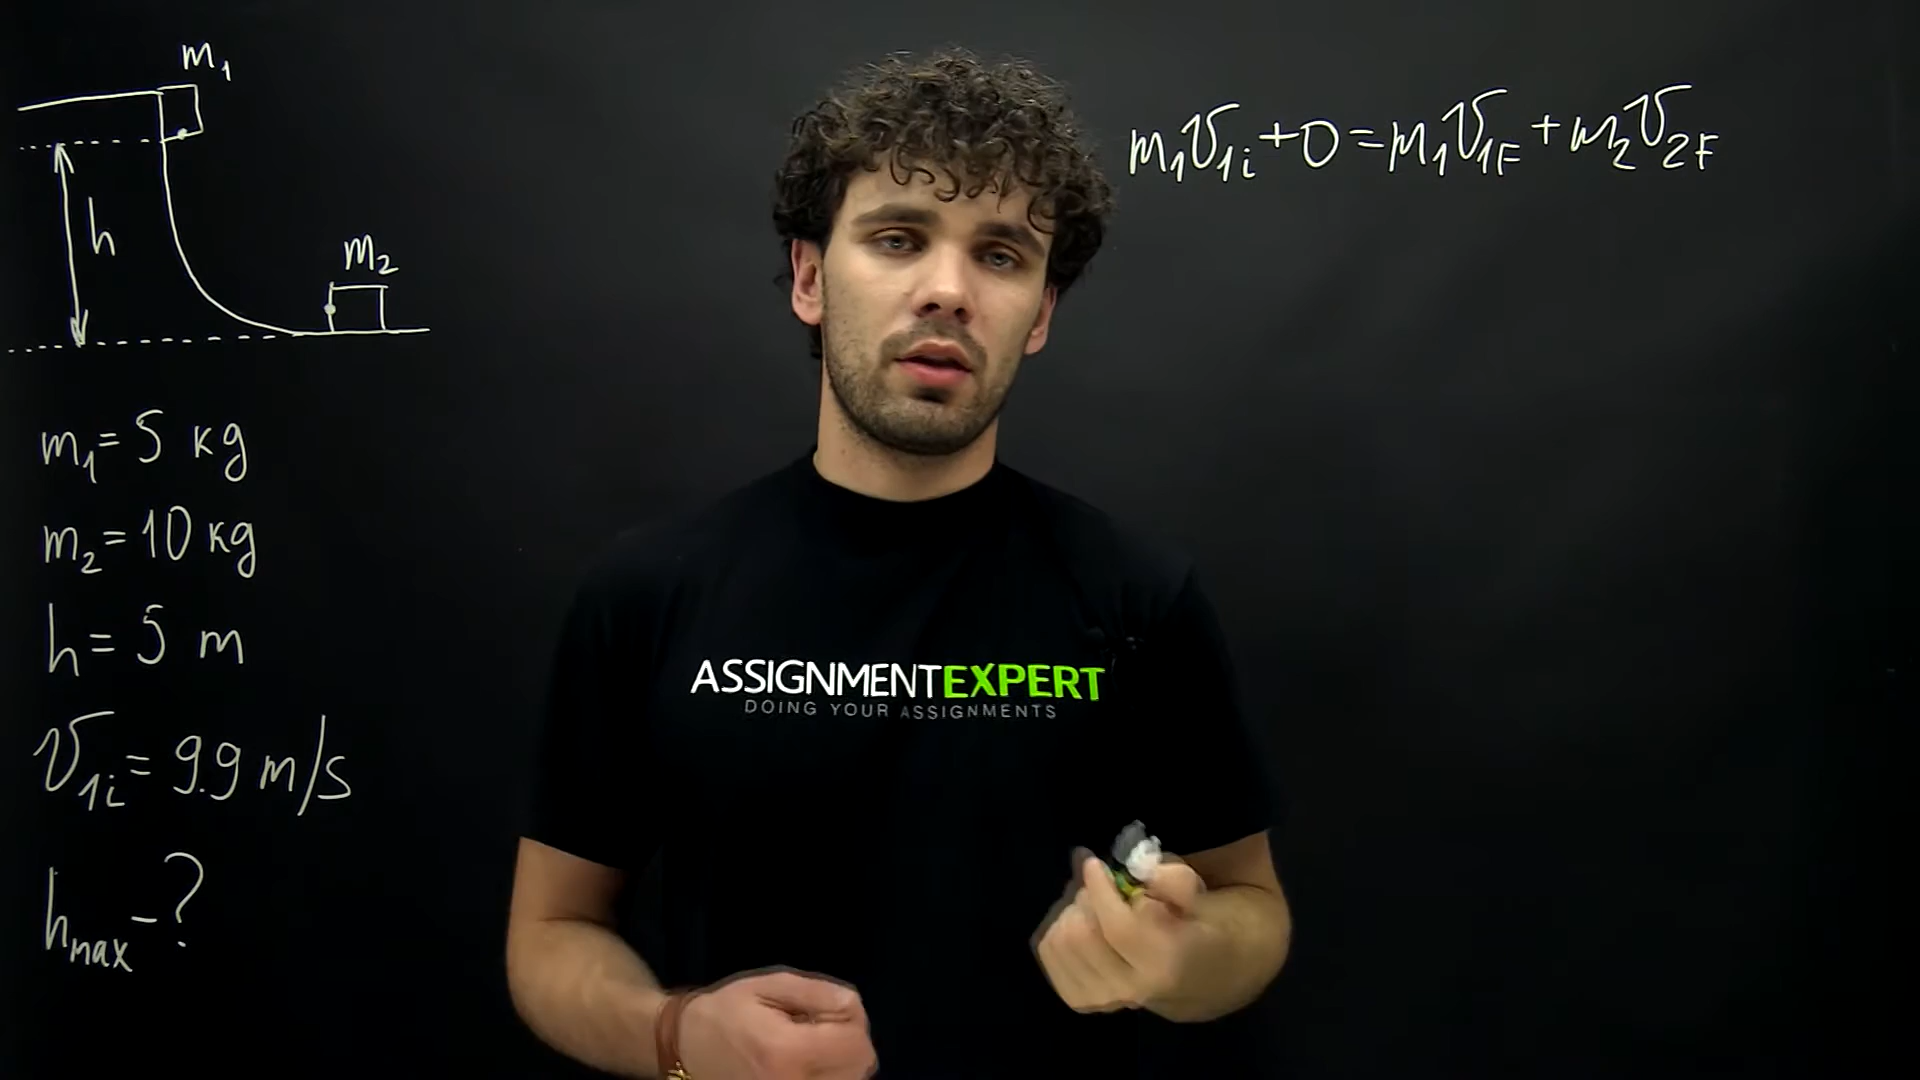 m₁
h
m₂
m₁ = 5 kg
m₂ = 10 kg
h = 5 m
v₁ᵢ = 9.9 m/s
hmax - ?
m₁v₁ᵢ + 0 = m₁v₁F + m₂v₂F
ASSIGNMENTEXPERT
DOING YOUR ASSIGNMENTS